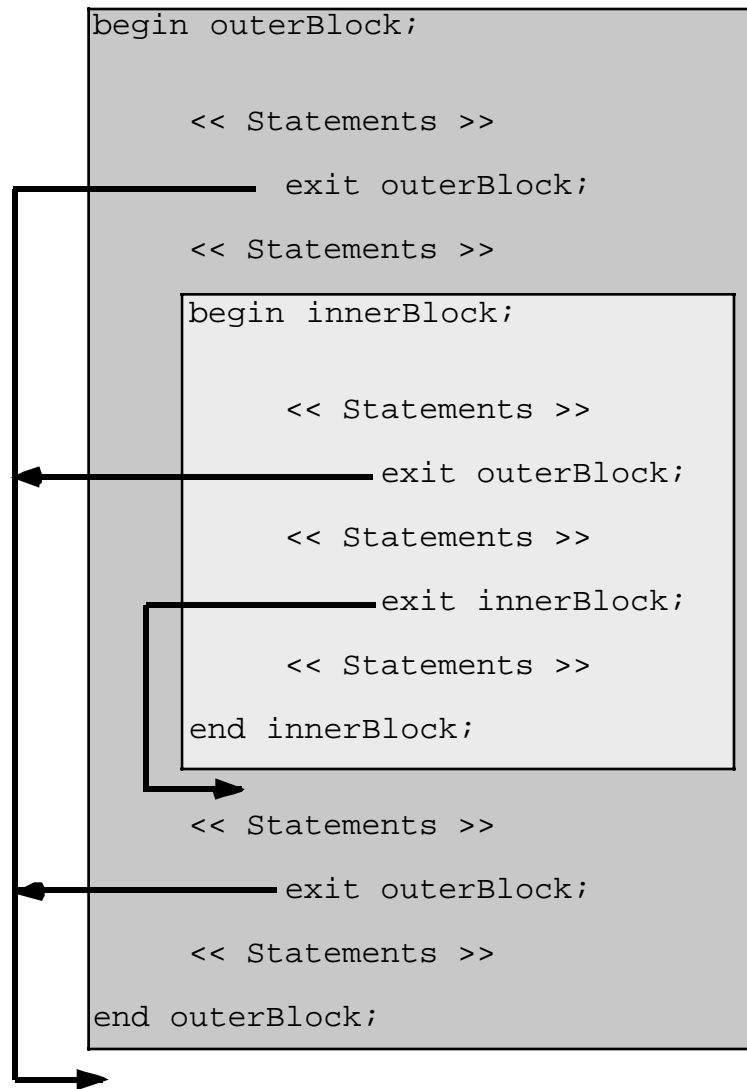 begin outerBlock;
<< Statements >>
exit outerBlock;
<< Statements >>
begin innerBlock;
<< Statements >>
exit outerBlock;
<< Statements >>
exit innerBlock;
<< Statements >>
end innerBlock;
<< Statements >>
exit outerBlock;
<< Statements >>
end outerBlock;